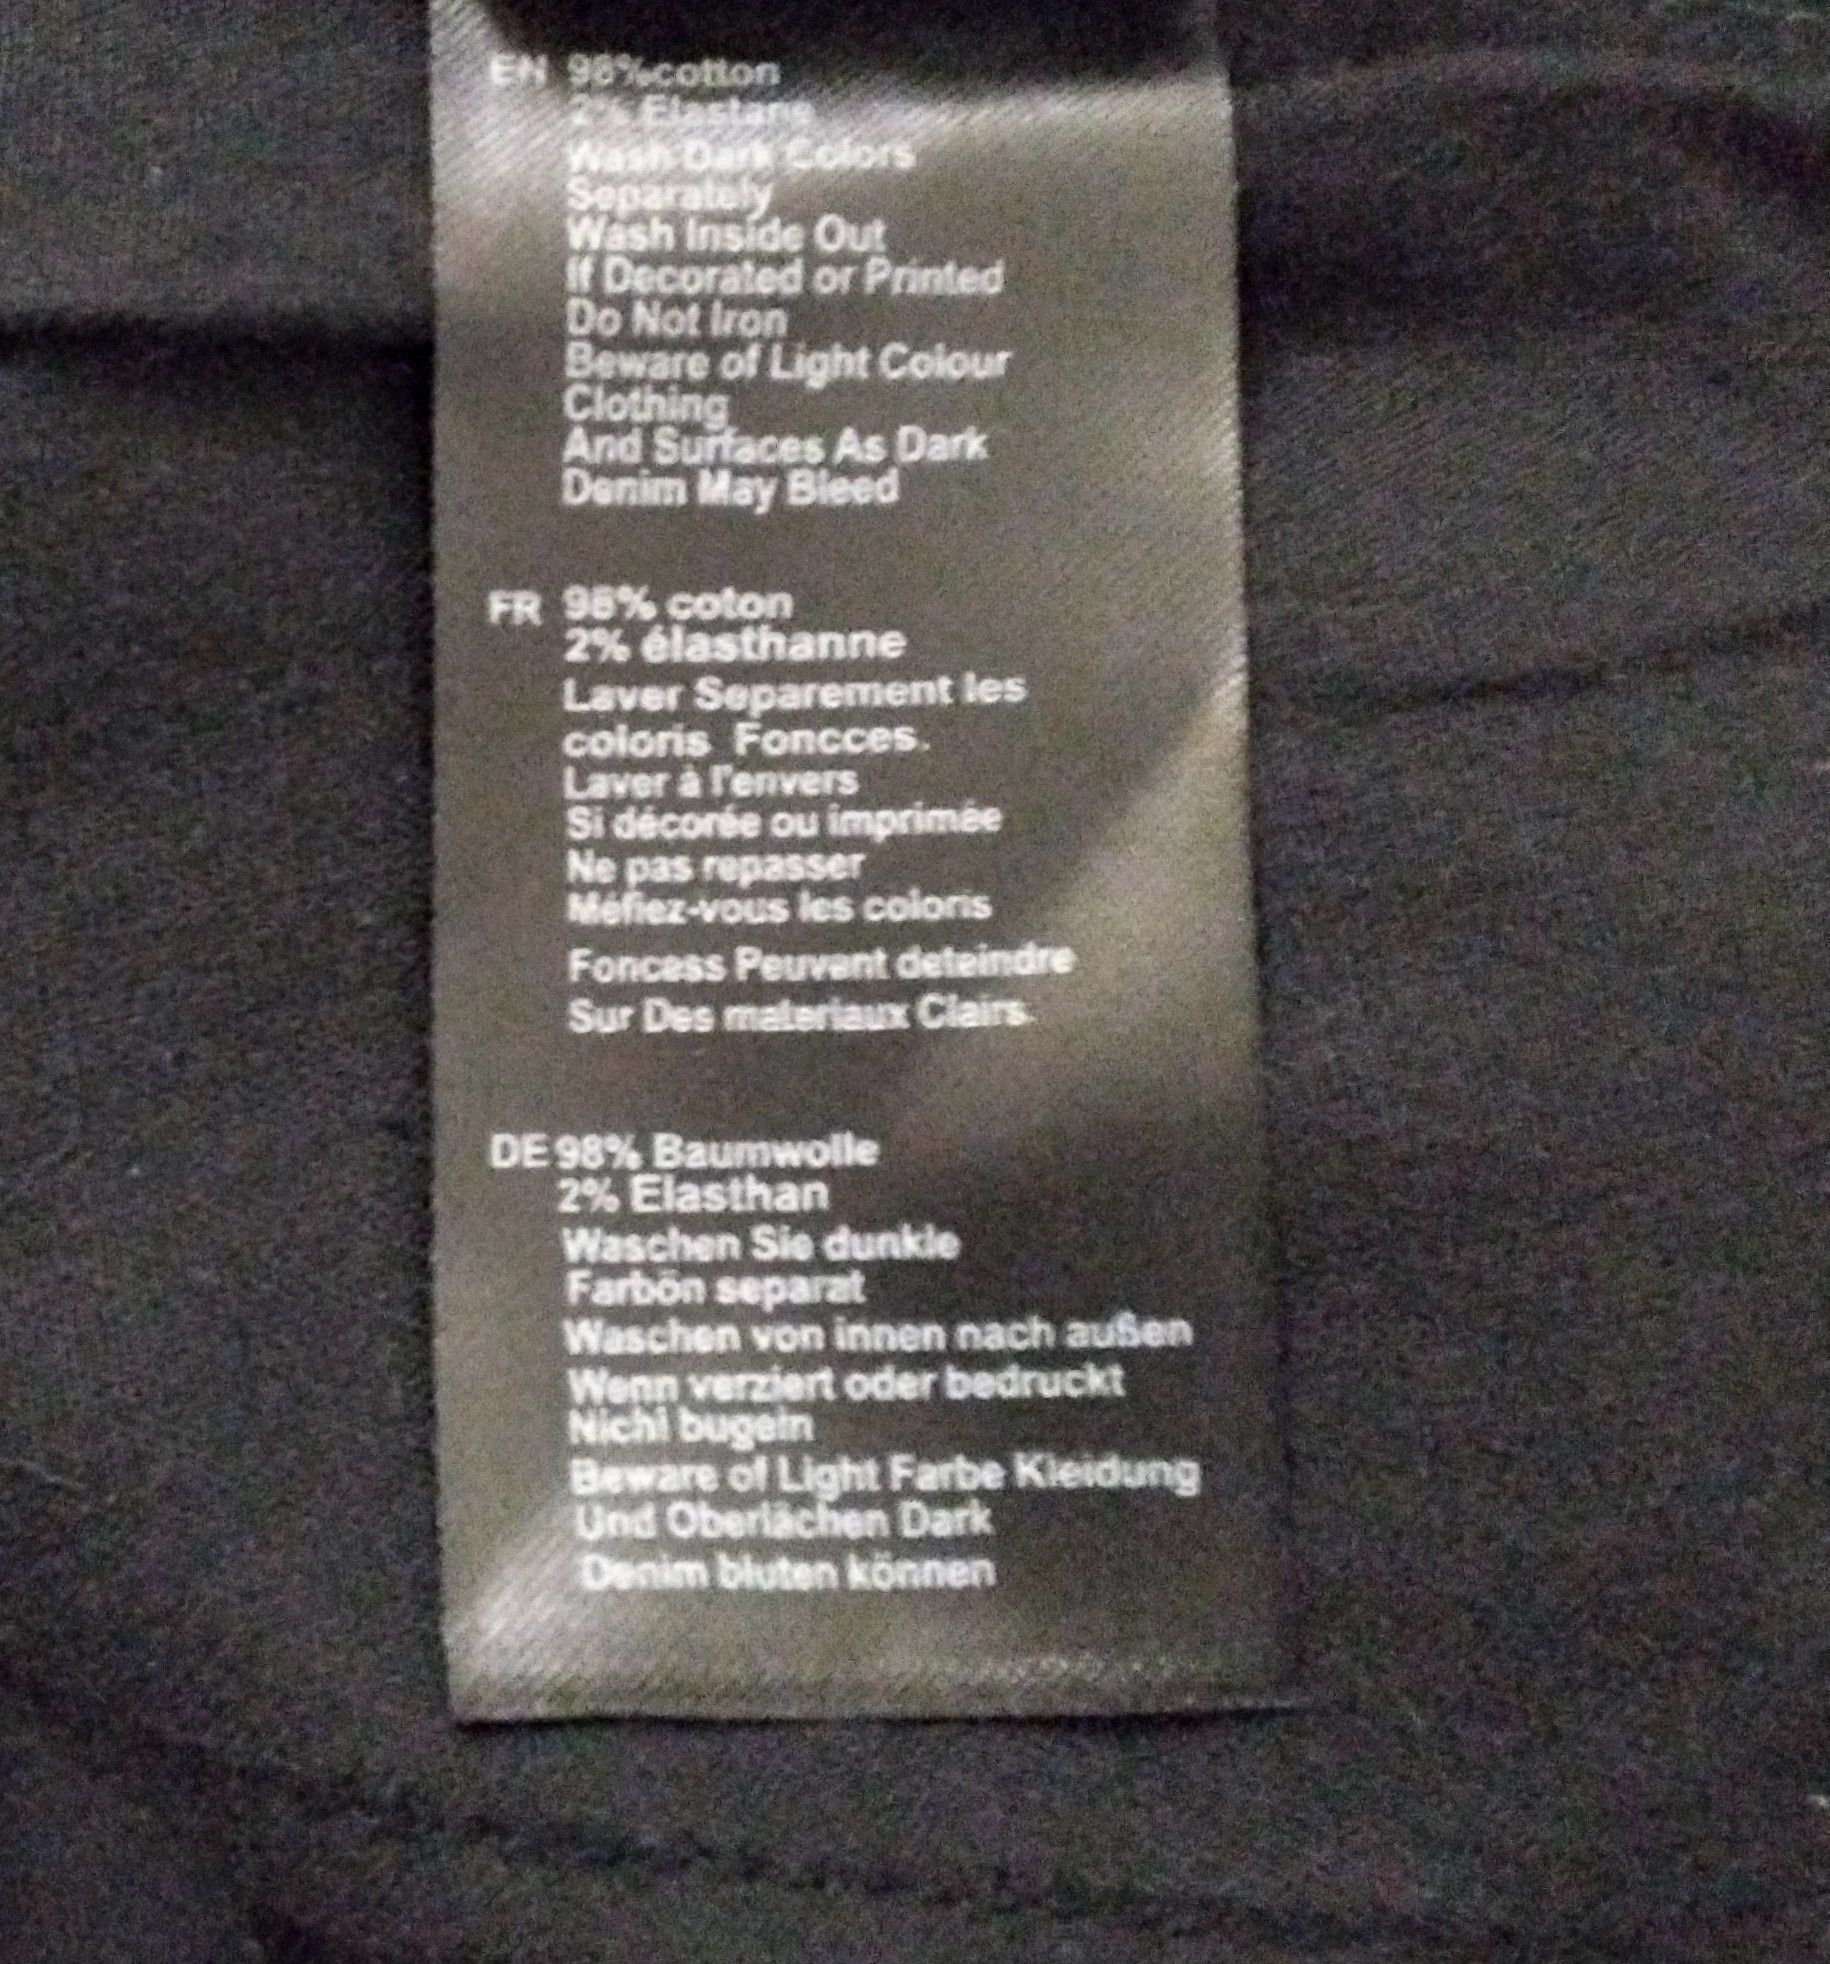 EN 98%cotton
2% Elastane
Wash Dark Colors
Separately
Wash Inside Out
If Decorated or Printed
Do Not Iron
Beware of Light Colour
Clothing
And Surfaces As Dark
Denim May Bleed
FR 98% coton
2% élasthanne
Laver Separement les
coloris Foncces.
Laver à l'envers
Si décorée ou imprimée
Ne pas repasser
Méfiez-vous les coloris
Foncess Peuvent deteindre
Sur Des materiaux Clairs.
DE 98% Baumwolle
2% Elasthan
Waschen Sie dunkle
Farbön separat
Waschen von innen nach außen
Wenn verziert oder bedruckt
Nichi bugeln
Beware of Light Farbe Kleidung
Und Oberlächen Dark
Denim bluten können